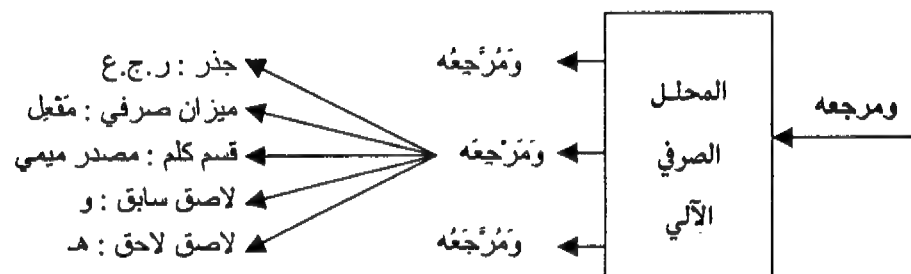 ومرجعه
المحلل
الصرفي
الآلي
وَمُرَّجِعُه
وَمَرْجِعَه
وَمُرَّجَعُه
جذر : ر.ج.ع
ميزان صرفي : مَفْعِل
قسم كلم : مصدر ميمي
لاصق سابق : و
لاصق لاحق : هـ